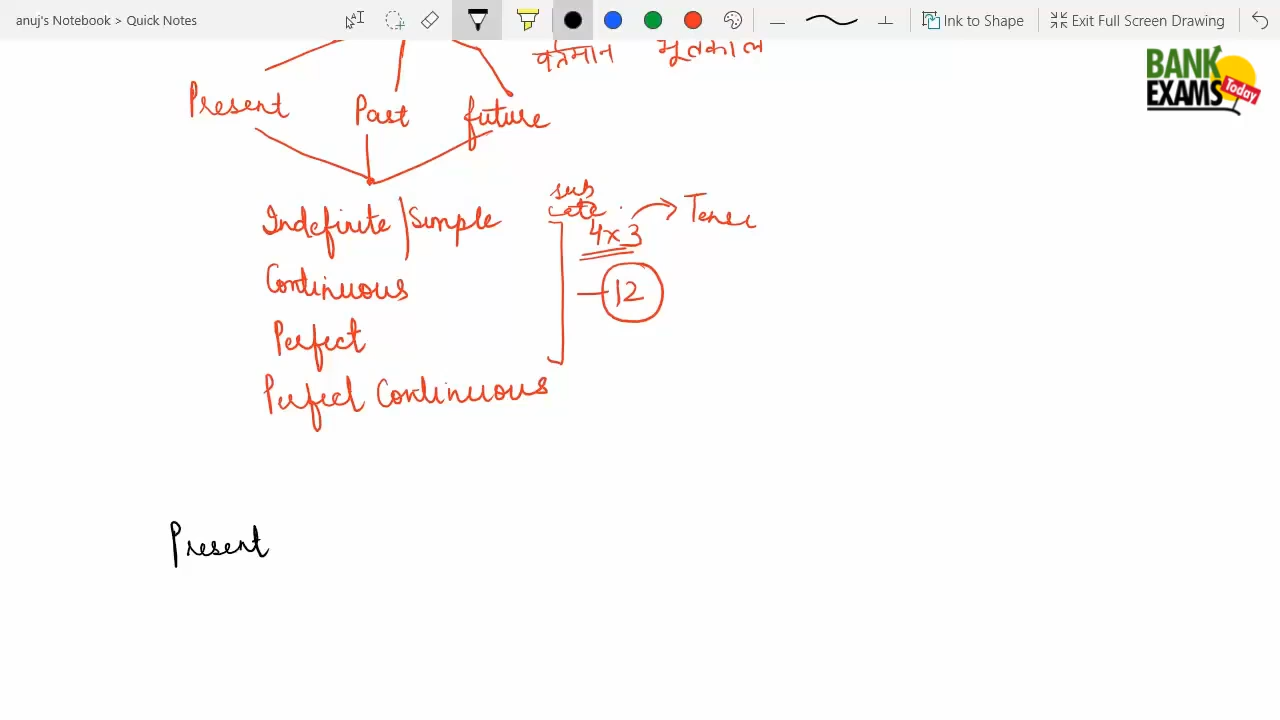 anuj's Notebook > Quick Notes
Ink to Shape
Exit Full Screen Drawing
वर्तमान भूतकाल
BANK
EXAMS
Today
Present Past future
sub
cate.
Indefinite/Simple
4x3 → Tense
Continuous
12
Perfect
Perfect Continuous
Present